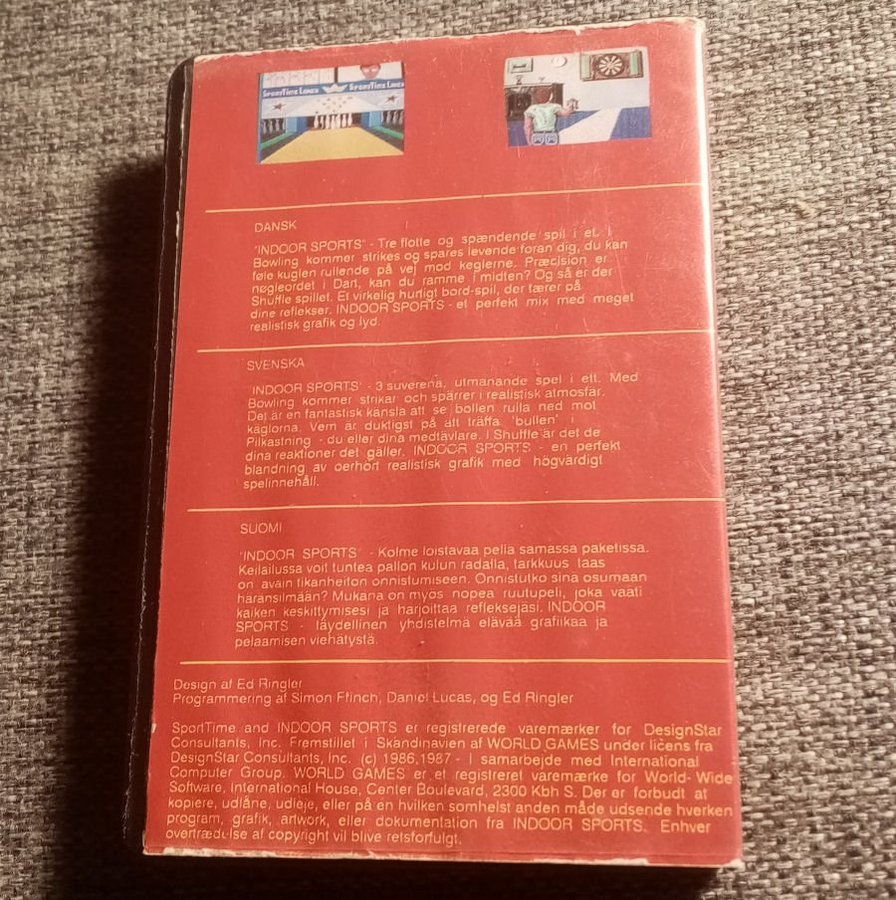 SportTime Lanes SportTime Lanes
DANSK
"INDOOR SPORTS" - Tre flotte og spændende spil i et. I
Bowling kommer strikes og spares levende foran dig, du kan
føle kuglen rullende på vej mod keglerne. Præcision er
nøgleordet i Dart, kan du ramme i midten? Og så er der
Shuffle spillet. Et virkelig hurtigt bord-spil, der tærer på
dine reflekser. INDOOR SPORTS - et perfekt mix med meget
realistisk grafik og lyd.
SVENSKA
"INDOOR SPORTS" - 3 suveräna, utmanande spel i ett. Med
Bowling kommer strikar och spärrer i realistisk atmosfär.
Det är en fantastisk känsla att se bollen rulla ned mot
käglorna. Vem är duktigst på att träffa "bullen" i
Pilkastning - du eller dina medtävlare. I Shuffle är det de
dina reaktioner det gäller. INDOOR SPORTS - en perfekt
blandning av oerhört realistisk grafik med högvärdigt
spelinnehåll.
SUOMI
"INDOOR SPORTS" - Kolme loistavaa peliä samassa paketissa.
Keilailussa voit tuntea pallon kulun radalla, tarkkuus taas
on avain tikanheiton onnistumiseen. Onnistutko sinä osumaan
häränsilmään? Mukana on myös nopea ruutupeli, joka vaatii
kaiken keskittymisesi ja harjoittaa refleksejäsi. INDOOR
SPORTS - täydellinen yhdistelmä elävää grafiikaa ja
pelaamisen viehätystä.
Design af Ed Ringler
Programmering af Simon Ffinch, Daniel Lucas, og Ed Ringler
SportTime and INDOOR SPORTS er registrerede varemærker for DesignStar
Consultants, Inc. Fremstillet i Skandinavien af WORLD GAMES under licens fra
DesignStar Consultants, Inc. (c) 1986,1987 - I samarbejde med International
Computer Group. WORLD GAMES er et registreret varemærke for World- Wide
Software, International House, Center Boulevard, 2300 Kbh S. Der er forbudt at
kopiere, udlåne, udleje, eller på en hvilken somhelst anden måde udsende hverken
program, grafik, artwork, eller dokumentation fra INDOOR SPORTS. Enhver
overtrædelse af copyright vil blive retsforfulgt.